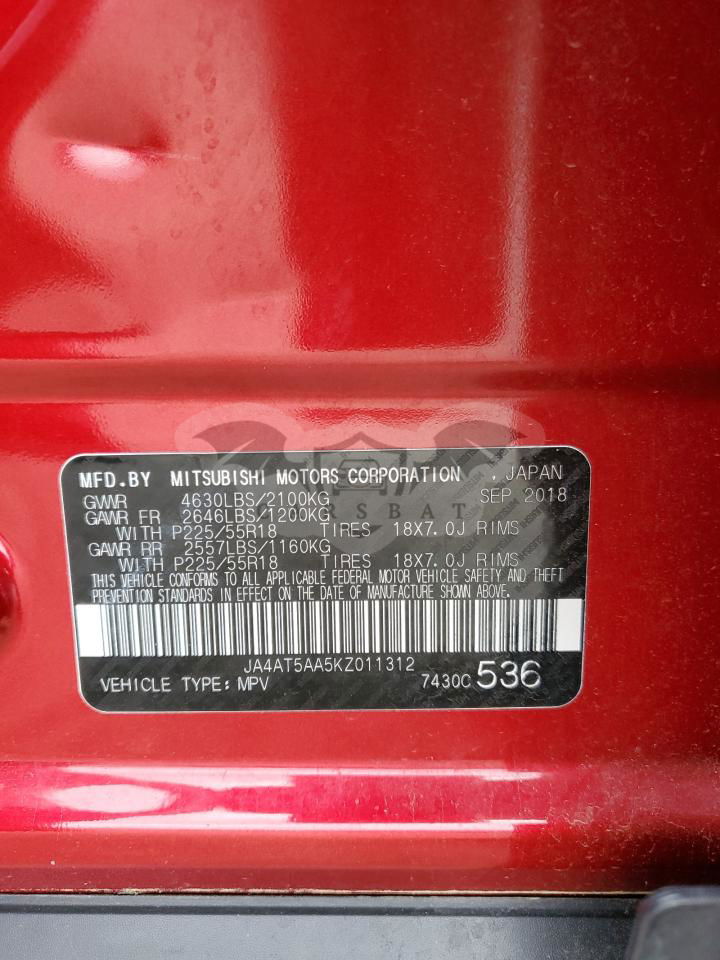 MFD.BY MITSUBISHI MOTORS CORPORATION , JAPAN
GVWR 4630LBS/2100KG SEP 2018
GAWR FR 2646LBS/1200KG
WITH P225/55R18 TIRES 18X7.0J RIMS
GAWR RR 2557LBS/1160KG
WITH P225/55R18 TIRES 18X7.0J RIMS
THIS VEHICLE CONFORMS TO ALL APPLICABLE FEDERAL MOTOR VEHICLE SAFETY AND THEFT
PREVENTION STANDARDS IN EFFECT ON THE DATE OF MANUFACTURE SHOWN ABOVE.
JA4AT5AA5KZ011312
VEHICLE TYPE: MPV 7430C 536
CARSBAT